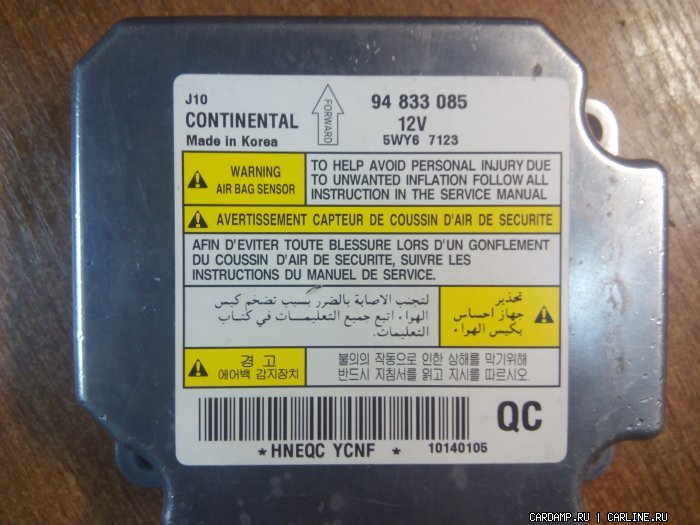 J10
CONTINENTAL
Made in Korea
FORWARD
94 833 085
12V
5WY6 7123
WARNING
AIR BAG SENSOR
TO HELP AVOID PERSONAL INJURY DUE
TO UNWANTED INFLATION FOLLOW ALL
INSTRUCTION IN THE SERVICE MANUAL
AVERTISSEMENT CAPTEUR DE COUSSIN D'AIR DE SECURITE
AFIN D'EVITER TOUTE BLESSURE LORS D'UN GONFLEMENT
DU COUSSIN D'AIR DE SECURITE, SUIVRE LES
INSTRUCTIONS DU MANUEL DE SERVICE.
تحذير
جهاز احساس
بكيس الهواء
لتجنب الاصابة بالضرر بسبب تضخم كيس
الهواء اتبع جميع التعليمات في كتاب
التعليمات.
경 고
에어백 감지장치
불의의 작동으로 인한 상해를 막기위해
반드시 지침서를 읽고 지시를 따르시오.
QC
*HNEQC YCNF *
10140105
CARDAMP.RU | CARLINE.RU